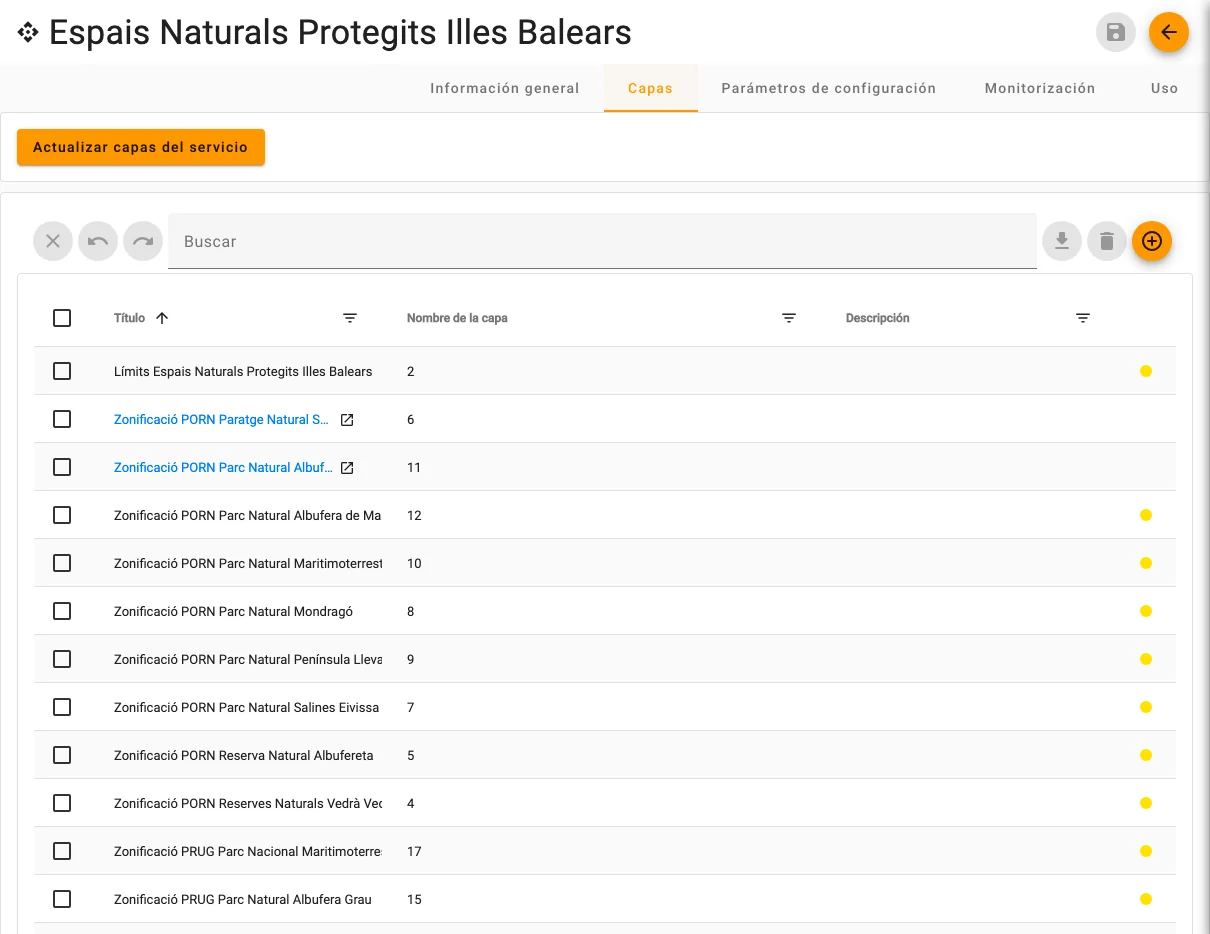 Espais Naturals Protegits Illes Balears
Información general Capas Parámetros de configuración Monitorización Uso
Actualizar capas del servicio
Buscar
Título Nombre de la capa Descripción
Límits Espais Naturals Protegits Illes Balears 2
Zonificació PORN Paratge Natural S... 6
Zonificació PORN Parc Natural Albuf... 11
Zonificació PORN Parc Natural Albufera de Ma 12
Zonificació PORN Parc Natural Maritimoterrest 10
Zonificació PORN Parc Natural Mondragó 8
Zonificació PORN Parc Natural Península Lleva 9
Zonificació PORN Parc Natural Salines Eivissa 7
Zonificació PORN Reserva Natural Albufereta 5
Zonificació PORN Reserves Naturals Vedrà Ved 4
Zonificació PRUG Parc Nacional Maritimoterre 17
Zonificació PRUG Parc Natural Albufera Grau 15